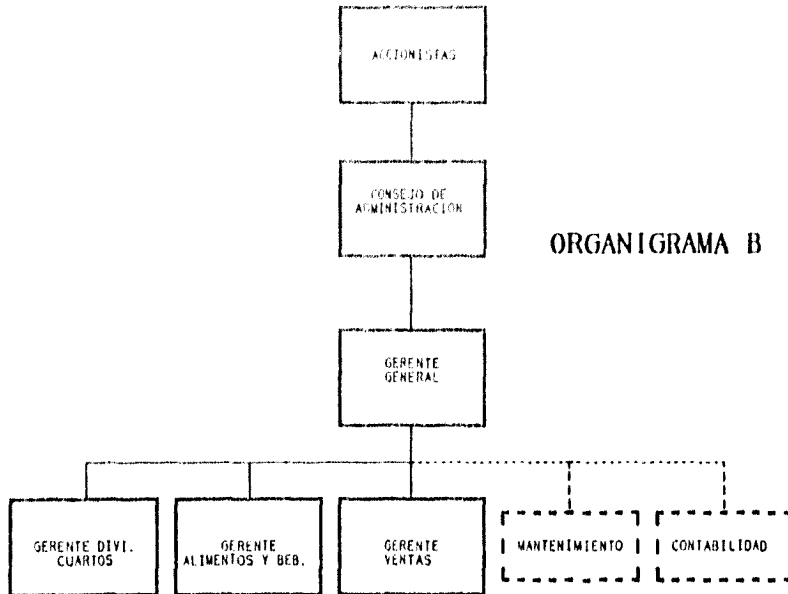 ACCIONISTAS
CONSEJO DE
ADMINISTRACION
ORGANIGRAMA B
GERENTE
GENERAL
GERENTE DIVI.
CUARTOS
GERENTE
ALIMENTOS Y BEB.
GERENTE
VENTAS
MANTENIMIENTO
CONTABILIDAD